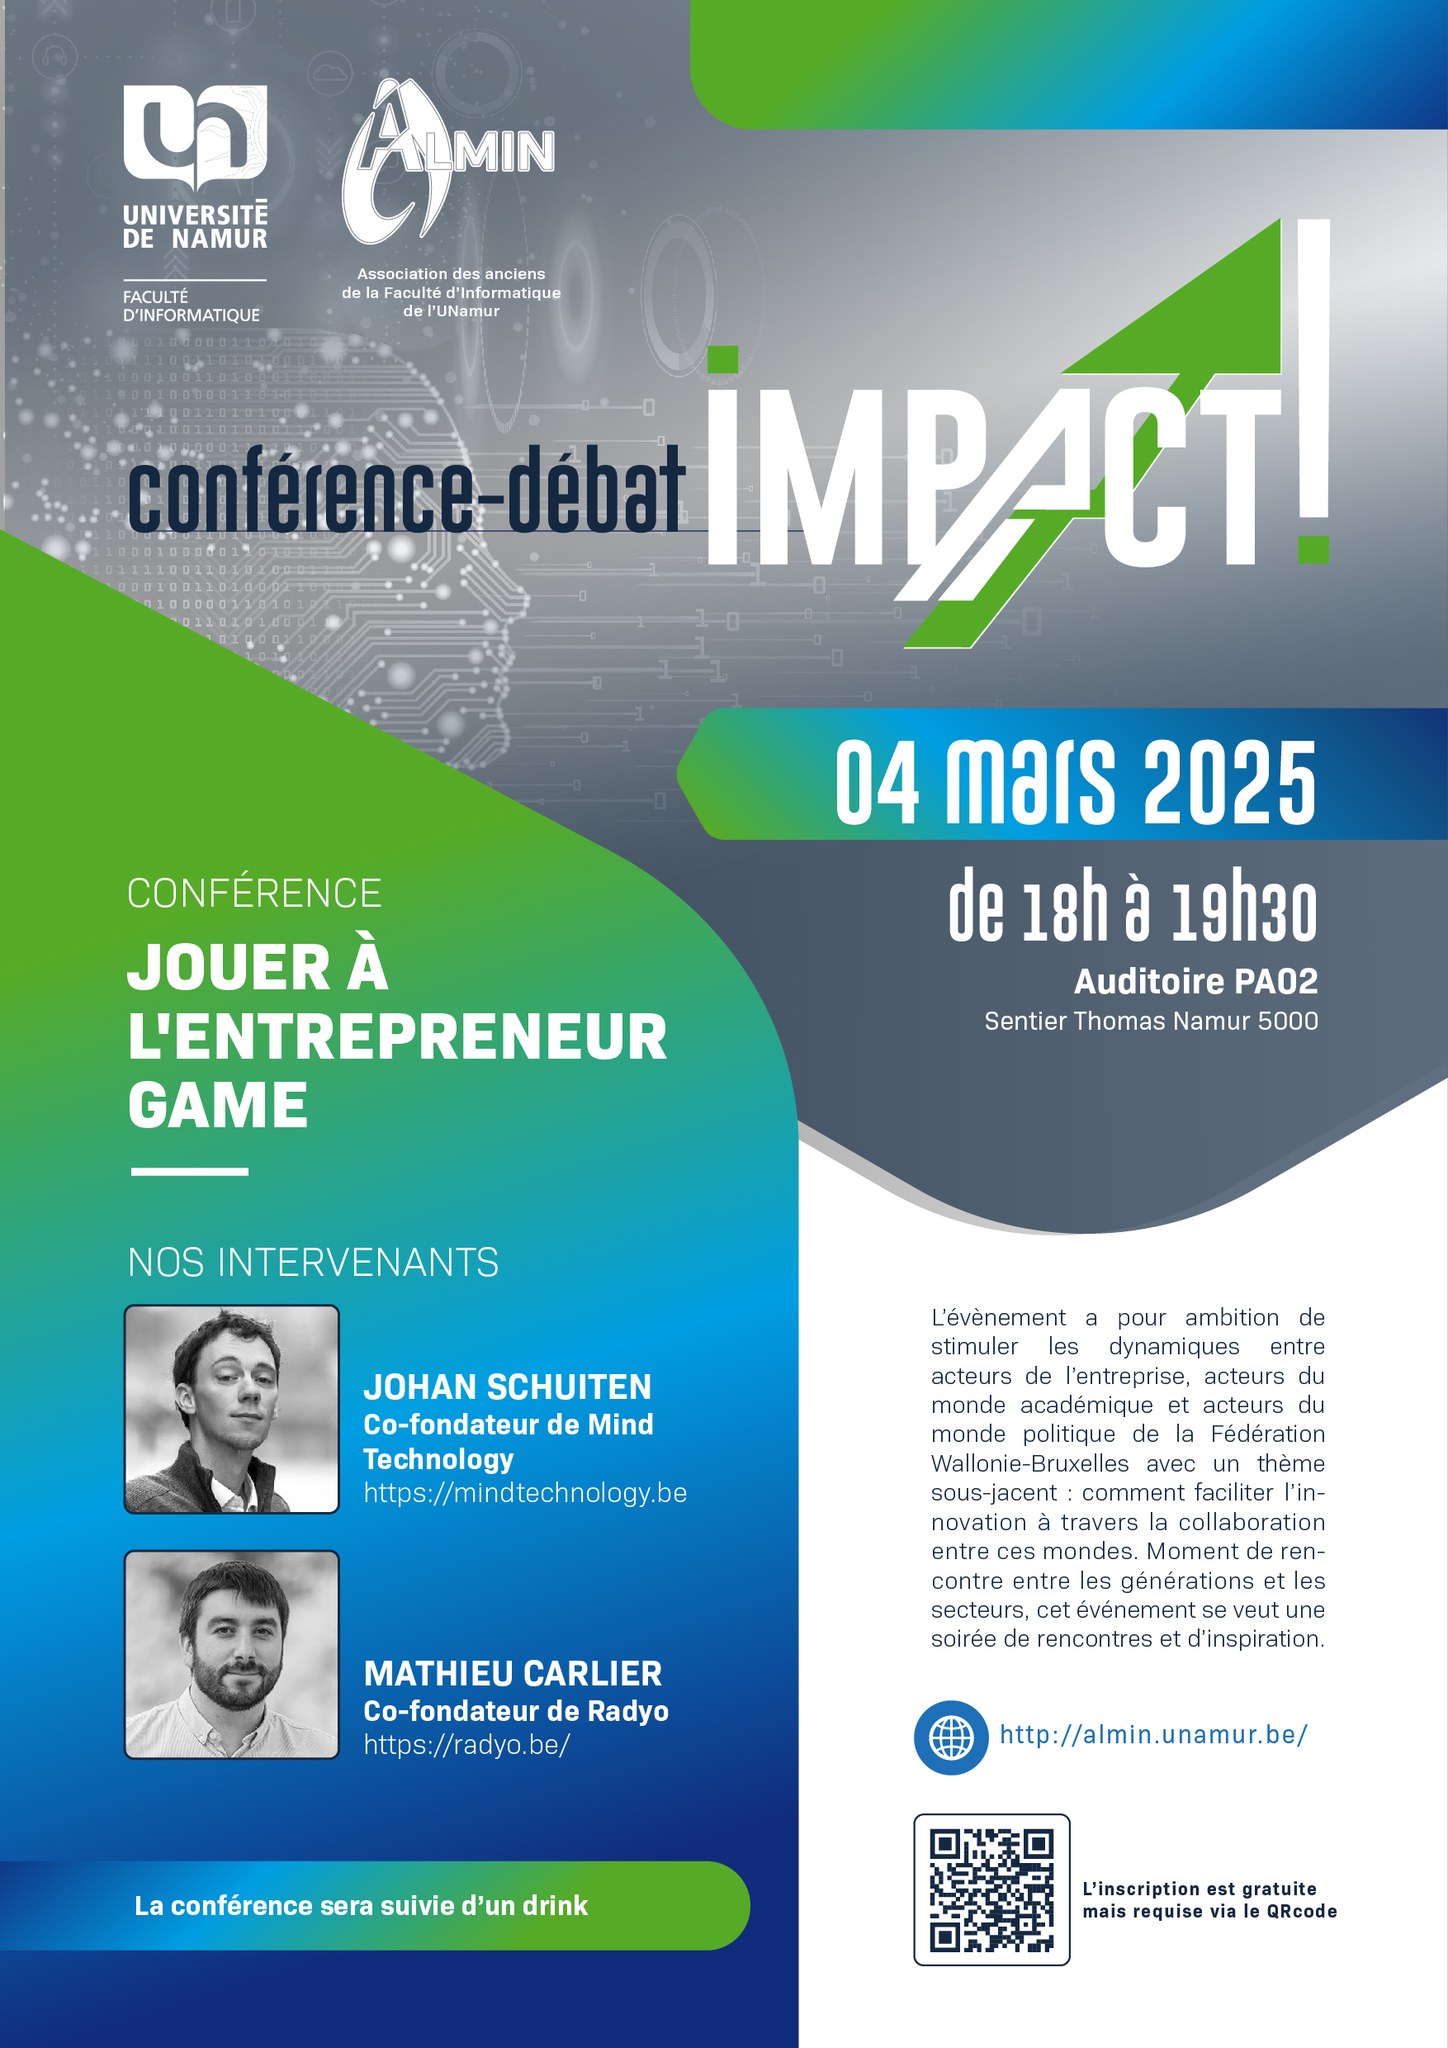 UNIVERSITÉ
DE NAMUR
FACULTÉ
D'INFORMATIQUE
ALMIN
Association des anciens
de la Faculté d'Informatique
de l'UNamur
conférence-débat
iMPACT!
04 mars 2025
de 18h à 19h30
Auditoire PA02
Sentier Thomas Namur 5000
CONFÉRENCE
JOUER À
L'ENTREPRENEUR
GAME
NOS INTERVENANTS
JOHAN SCHUITEN
Co-fondateur de Mind
Technology
https://mindtechnology.be
MATHIEU CARLIER
Co-fondateur de Radyo
https://radyo.be/
La conférence sera suivie d'un drink
L'évènement a pour ambition de
stimuler les dynamiques entre
acteurs de l'entreprise, acteurs du
monde académique et acteurs du
monde politique de la Fédération
Wallonie-Bruxelles avec un thème
sous-jacent : comment faciliter l'in-
novation à travers la collaboration
entre ces mondes. Moment de ren-
contre entre les générations et les
secteurs, cet événement se veut une
soirée de rencontres et d'inspiration.
http://almin.unamur.be/
L'inscription est gratuite
mais requise via le QRcode